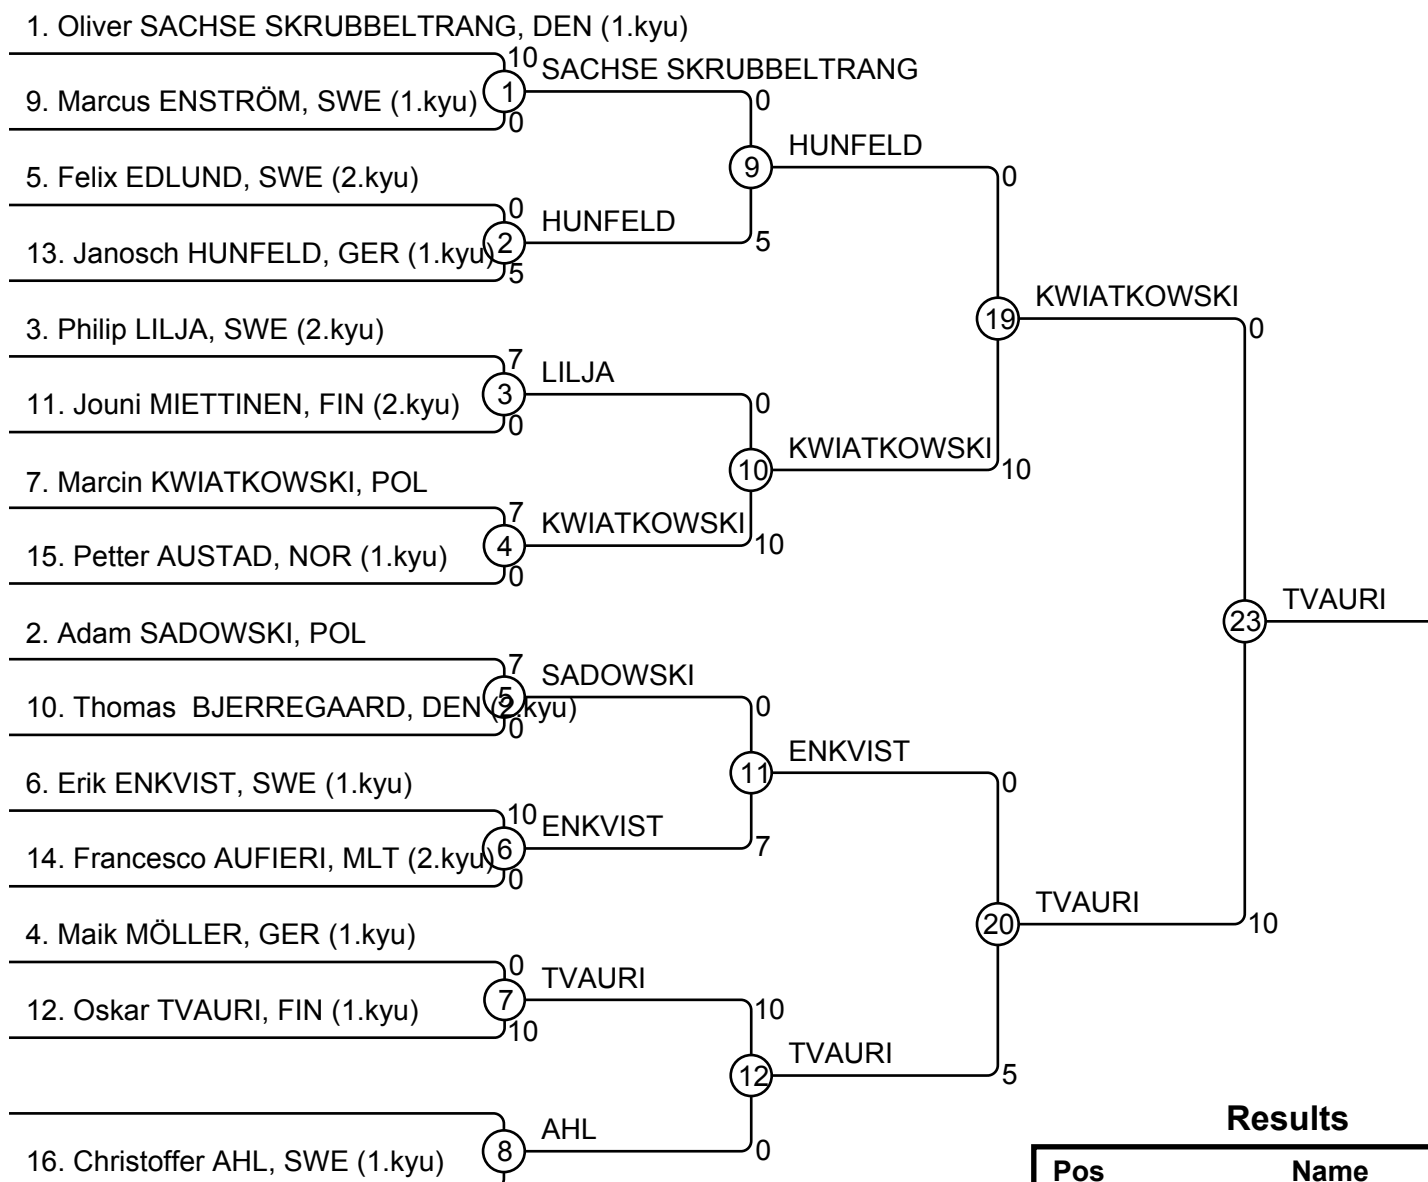 1. Oliver SACHSE SKRUBBELTRANG, DEN (1.kyu)
10
SACHSE SKRUBBELTRANG
9. Marcus ENSTRÖM, SWE (1.kyu)
1
0
0
HUNFELD
9
0
5. Felix EDLUND, SWE (2.kyu)
0
HUNFELD
13. Janosch HUNFELD, GER (1.kyu)
2
5
5
KWIATKOWSKI
19
0
3. Philip LILJA, SWE (2.kyu)
7
LILJA
11. Jouni MIETTINEN, FIN (2.kyu)
3
0
0
KWIATKOWSKI
10
10
7. Marcin KWIATKOWSKI, POL
7
KWIATKOWSKI
15. Petter AUSTAD, NOR (1.kyu)
4
10
0
TVAURI
23
2. Adam SADOWSKI, POL
7
SADOWSKI
10. Thomas BJERREGAARD, DEN (2.kyu)
5
0
0
ENKVIST
11
0
6. Erik ENKVIST, SWE (1.kyu)
10
ENKVIST
14. Francesco AUFIERI, MLT (2.kyu)
6
7
0
TVAURI
20
10
4. Maik MÖLLER, GER (1.kyu)
0
TVAURI
12. Oskar TVAURI, FIN (1.kyu)
7
10
10
TVAURI
12
5
AHL
16. Christoffer AHL, SWE (1.kyu)
8
0
Results
Pos Name